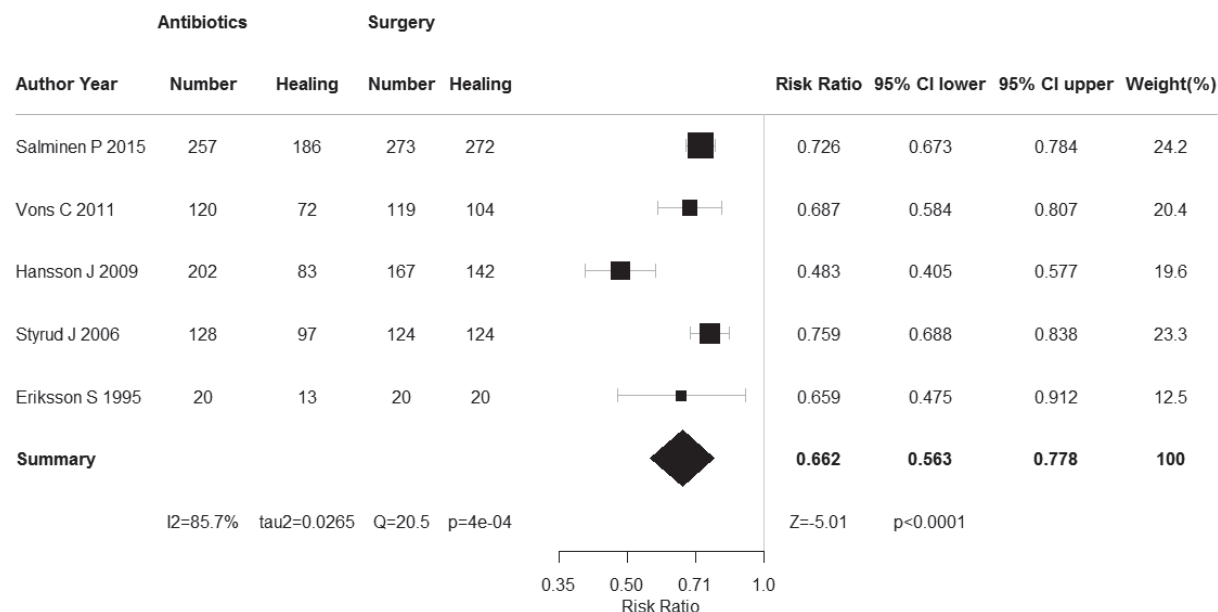 Antibiotics Surgery
Author Year Number Healing Number Healing Risk Ratio 95% CI lower 95% CI upper Weight(%)
Salminen P 2015 257 186 273 272 0.726 0.673 0.784 24.2
Vons C 2011 120 72 119 104 0.687 0.584 0.807 20.4
Hansson J 2009 202 83 167 142 0.483 0.405 0.577 19.6
Styrud J 2006 128 97 124 124 0.759 0.688 0.838 23.3
Eriksson S 1995 20 13 20 20 0.659 0.475 0.912 12.5
Summary 0.662 0.563 0.778 100
I2=85.7% tau2=0.0265 Q=20.5 p=4e-04 Z=-5.01 p<0.0001
0.35 0.50 0.71 1.0
Risk Ratio